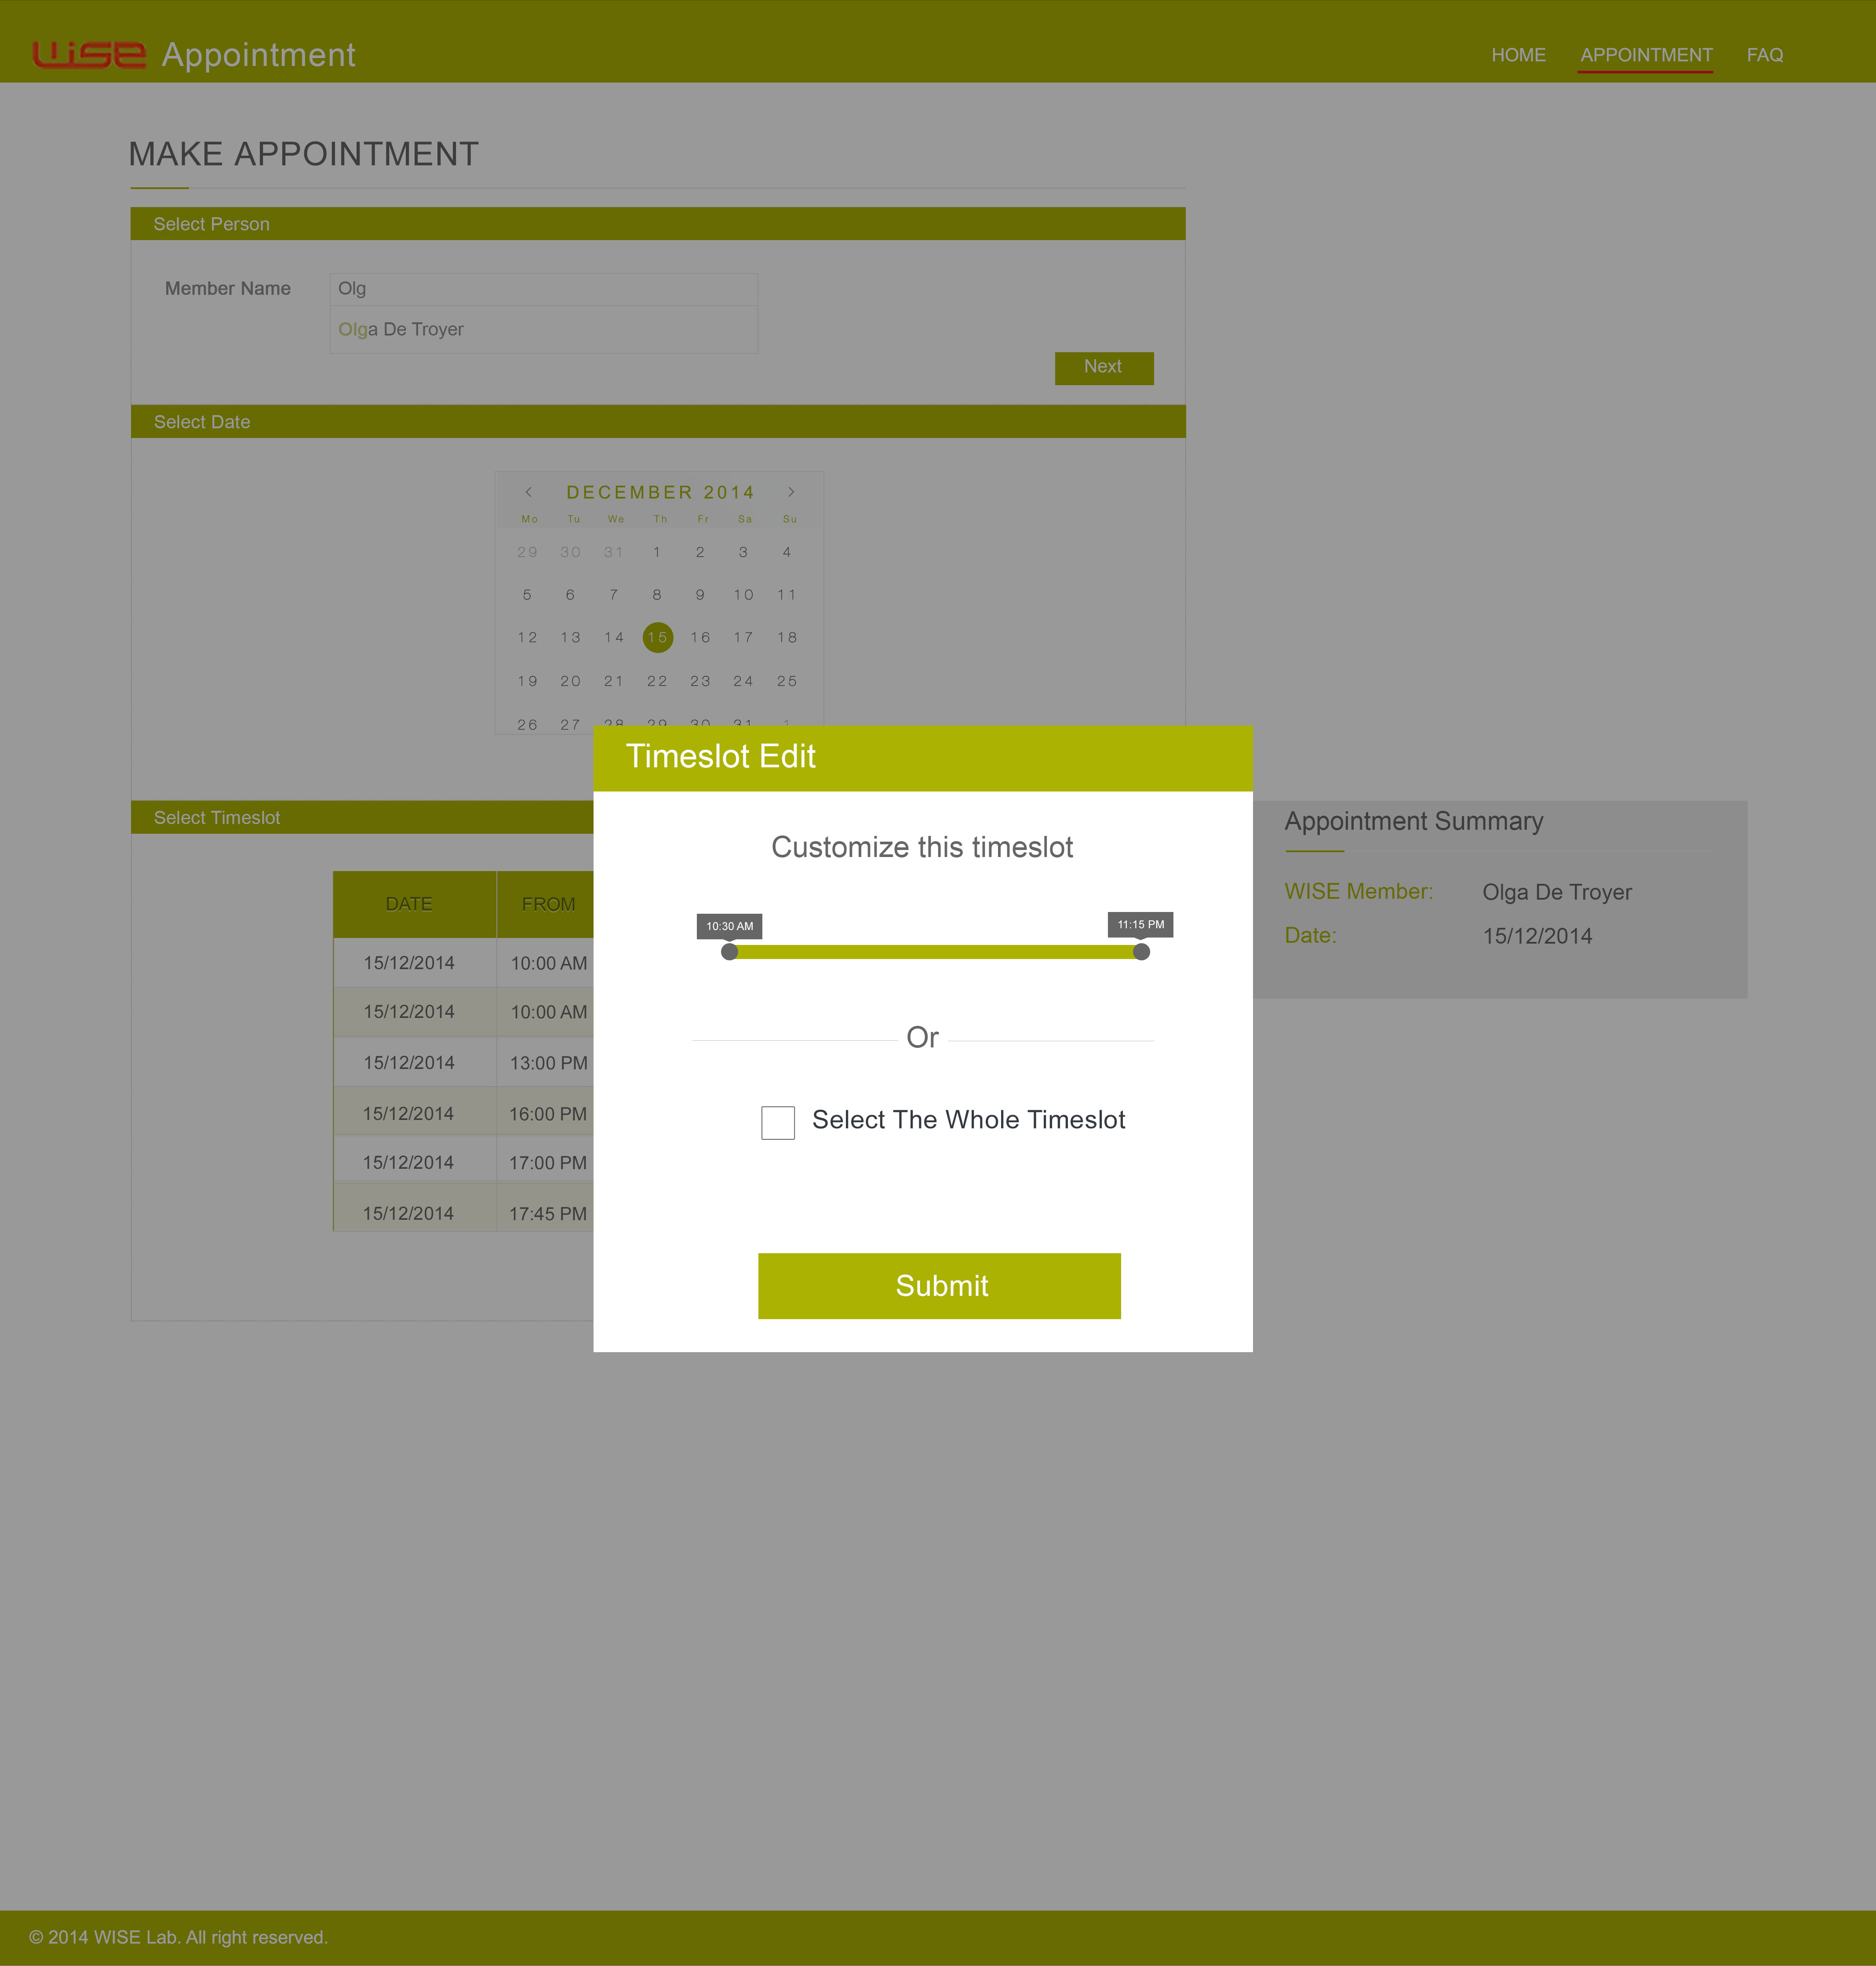 WiSE Appointment
HOME APPOINTMENT FAQ
MAKE APPOINTMENT
Select Person
Member Name Olg
Olga De Troyer
Next
Select Date
DECEMBER 2014
Mo Tu We Th Fr Sa Su
29 30 31 1 2 3 4
5 6 7 8 9 10 11
12 13 14 15 16 17 18
19 20 21 22 23 24 25
26 27 28 29 30 31 1
Timeslot Edit
Customize this timeslot
10:30 AM 11:15 PM
Or
Select The Whole Timeslot
Submit
Select Timeslot
DATE FROM
15/12/2014 10:00 AM
15/12/2014 10:00 AM
15/12/2014 13:00 PM
15/12/2014 16:00 PM
15/12/2014 17:00 PM
15/12/2014 17:45 PM
Appointment Summary
WISE Member: Olga De Troyer
Date: 15/12/2014
© 2014 WISE Lab. All right reserved.